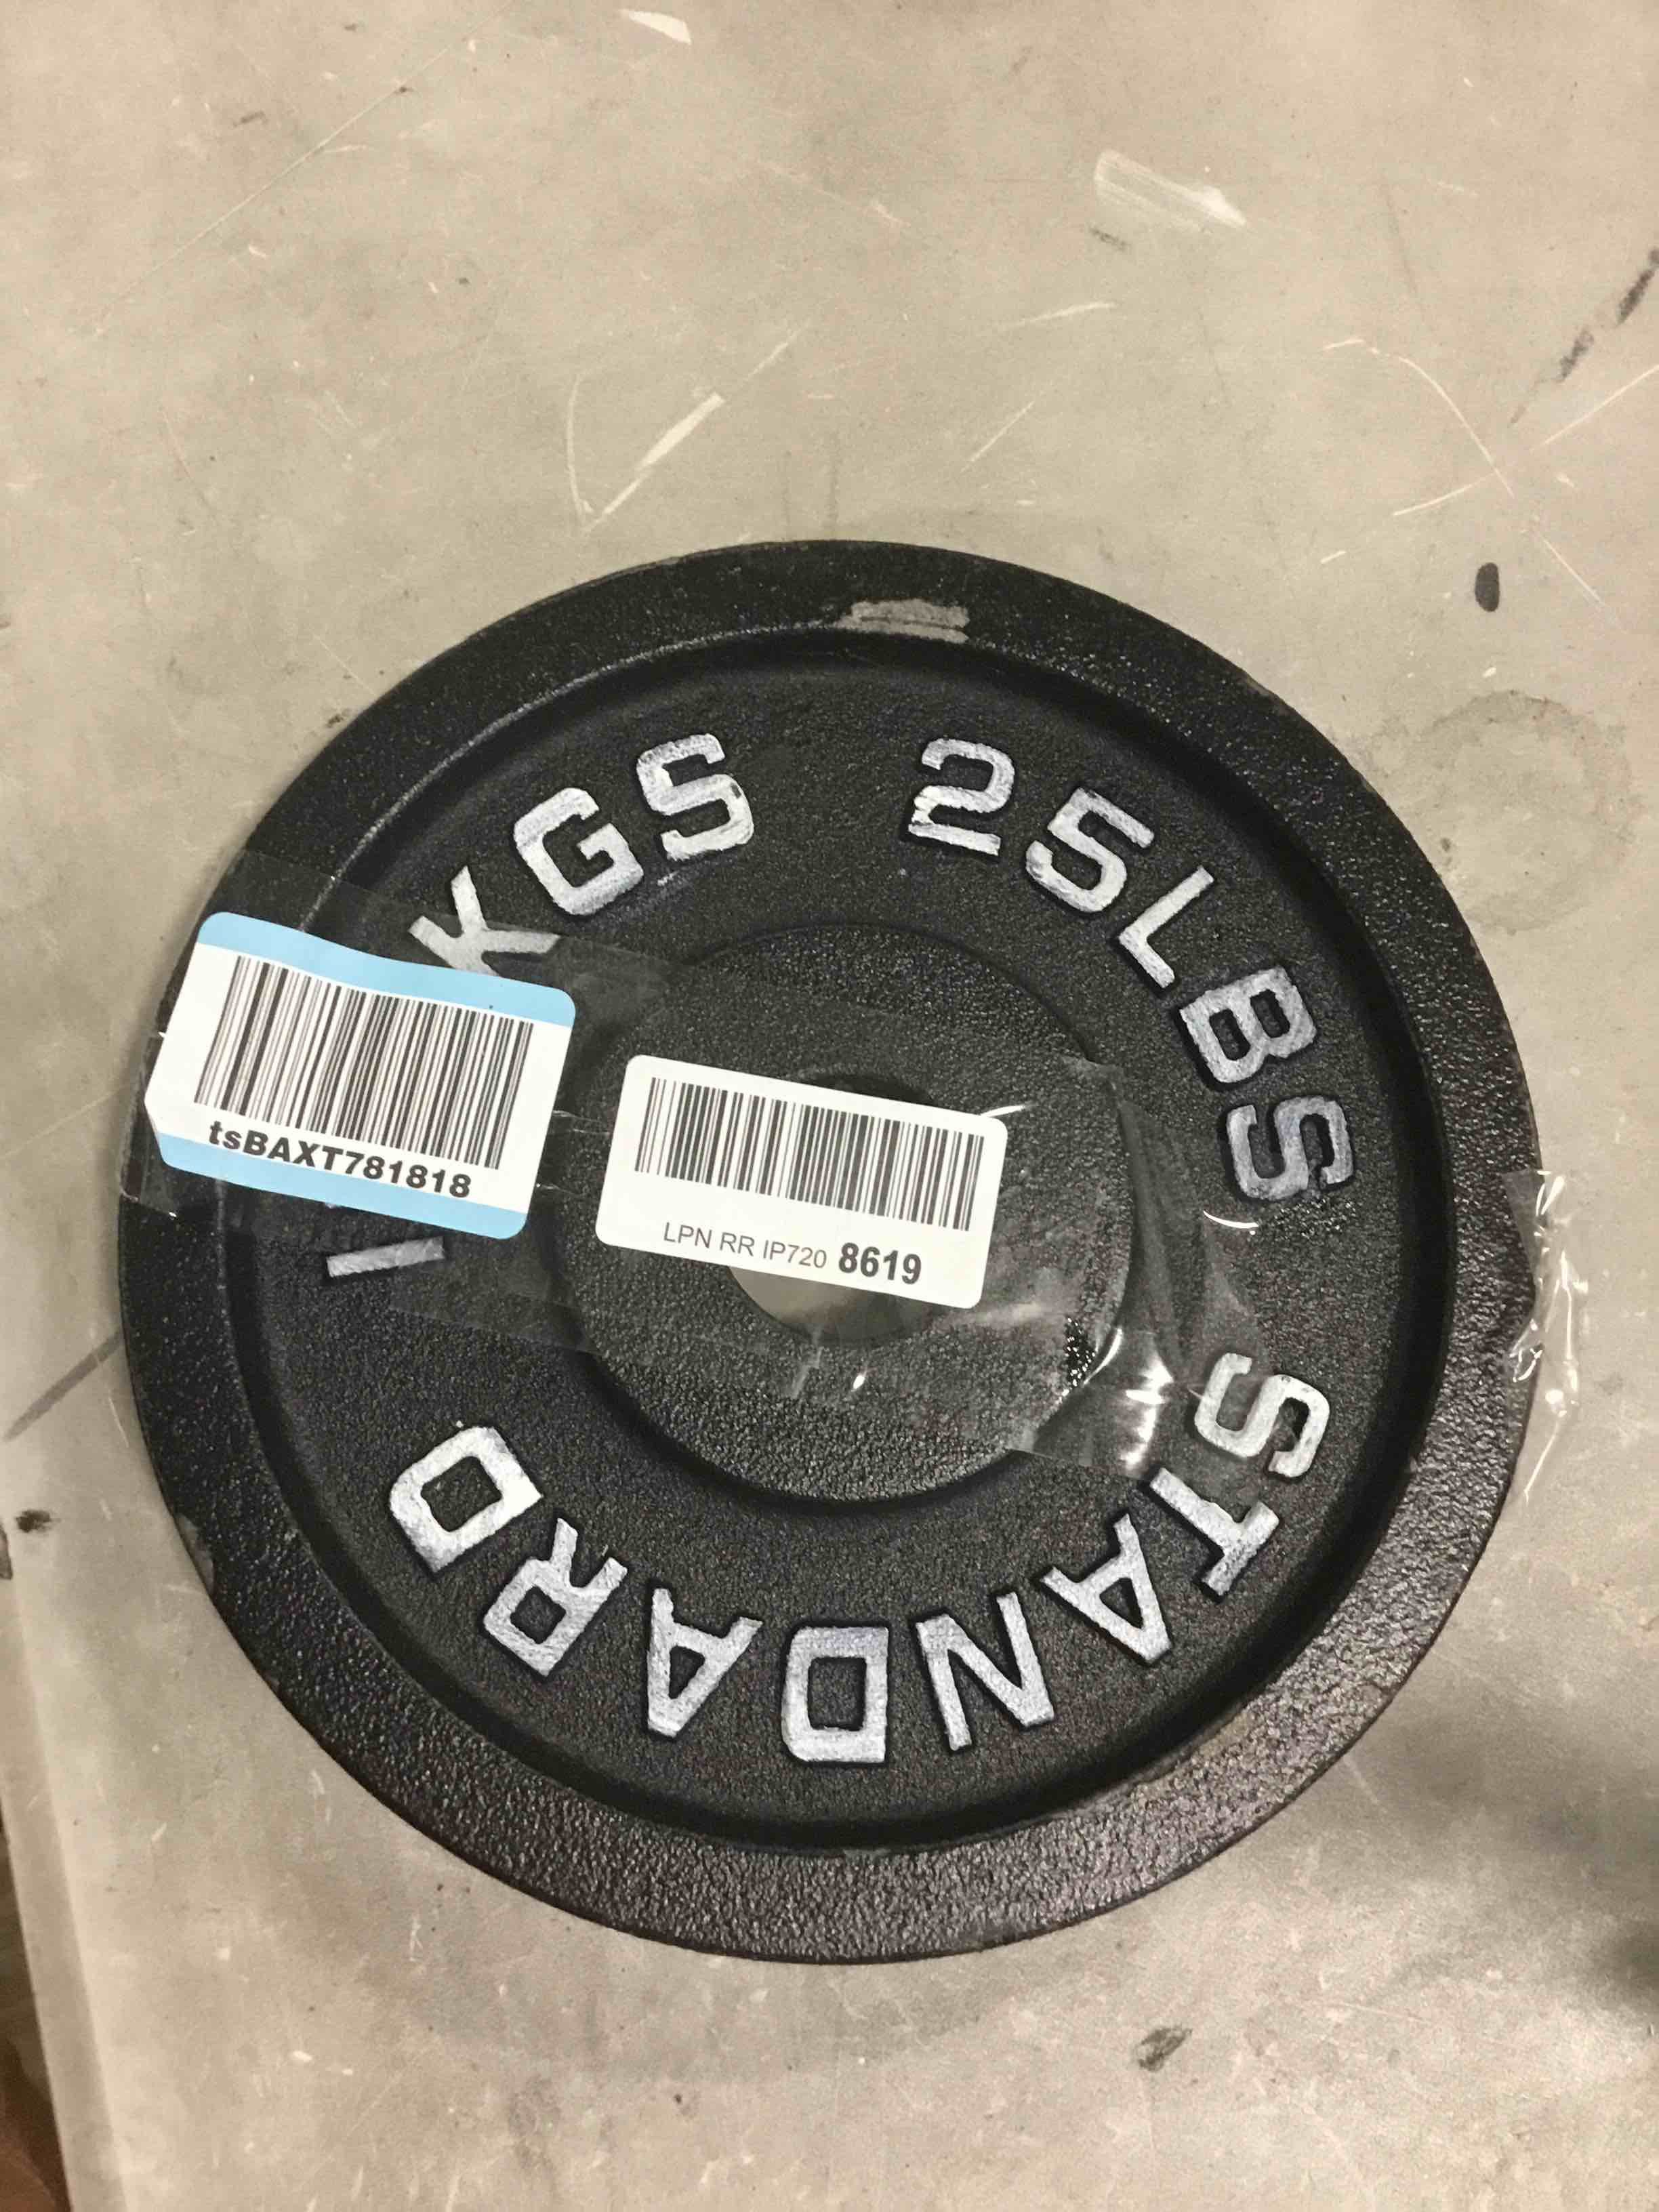 KGS
25LBS
STANDARD
tsBAXT781818
LPN RR IP720 8619